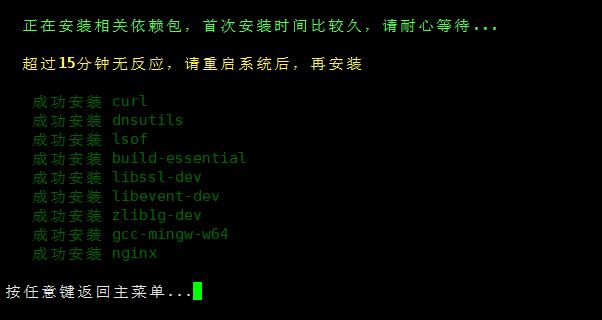 正在安装相关依赖包，首次安装时间比较久，请耐心等待...
超过15分钟无反应，请重启系统后，再安装
成功安装 curl
成功安装 dnsutils
成功安装 lsof
成功安装 build-essential
成功安装 libssl-dev
成功安装 libevent-dev
成功安装 zlib1g-dev
成功安装 gcc-mingw-w64
成功安装 nginx
按任意键返回主菜单...